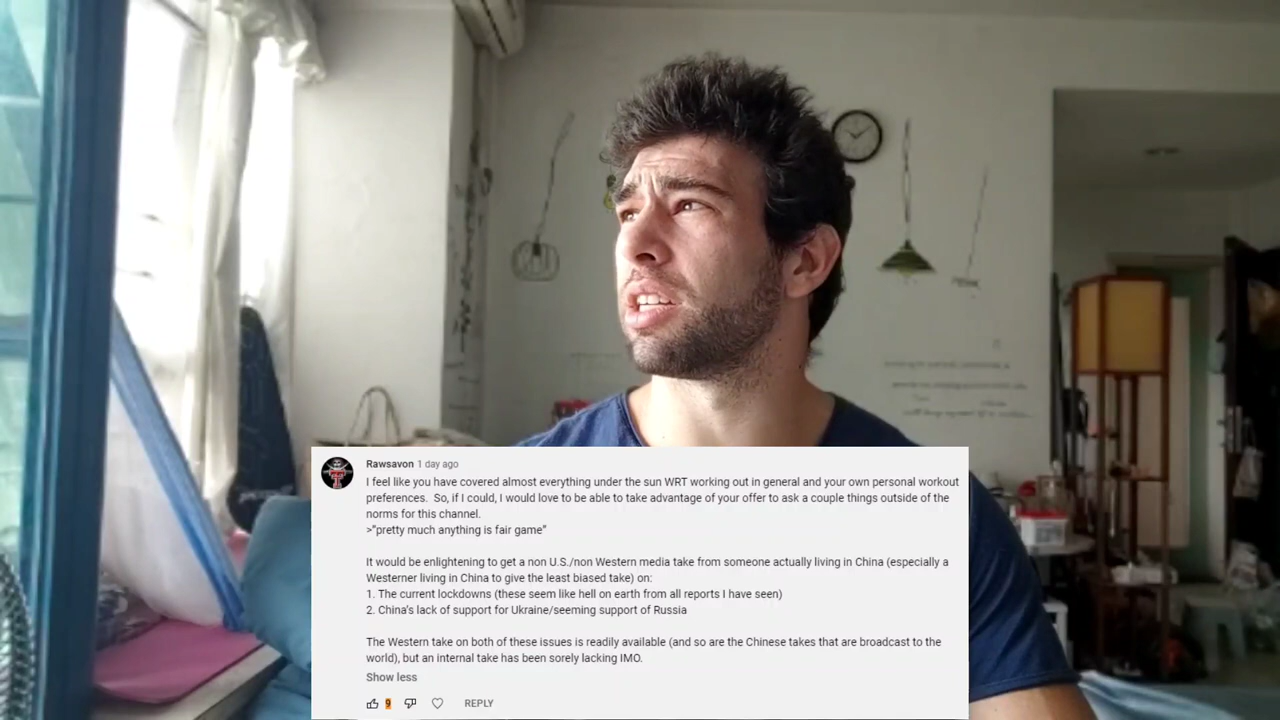 Rawsavon 1 day ago
I feel like you have covered almost everything under the sun WRT working out in general and your own personal workout
preferences. So, if I could, I would love to be able to take advantage of your offer to ask a couple things outside of the
norms for this channel.
>"pretty much anything is fair game"
It would be enlightening to get a non U.S./non Western media take from someone actually living in China (especially a
Westerner living in China to give the least biased take) on:
1. The current lockdowns (these seem like hell on earth from all reports I have seen)
2. China's lack of support for Ukraine/seeming support of Russia
The Western take on both of these issues is readily available (and so are the Chinese takes that are broadcast to the
world), but an internal take has been sorely lacking IMO.
Show less
9 REPLY